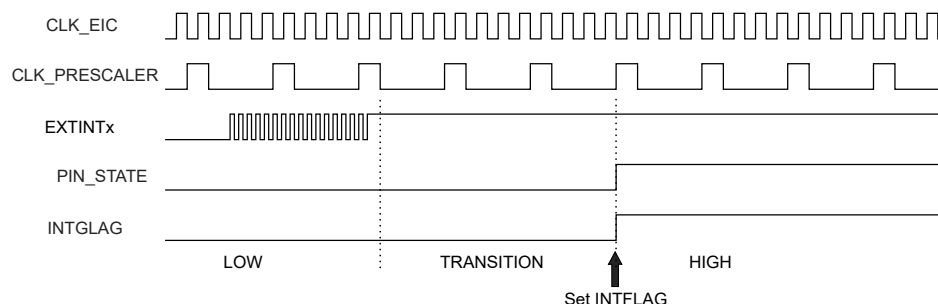 CLK_EIC
CLK_PRESCALER
EXTINTx
PIN_STATE
INTGLAG
LOW TRANSITION HIGH
Set INTFLAG